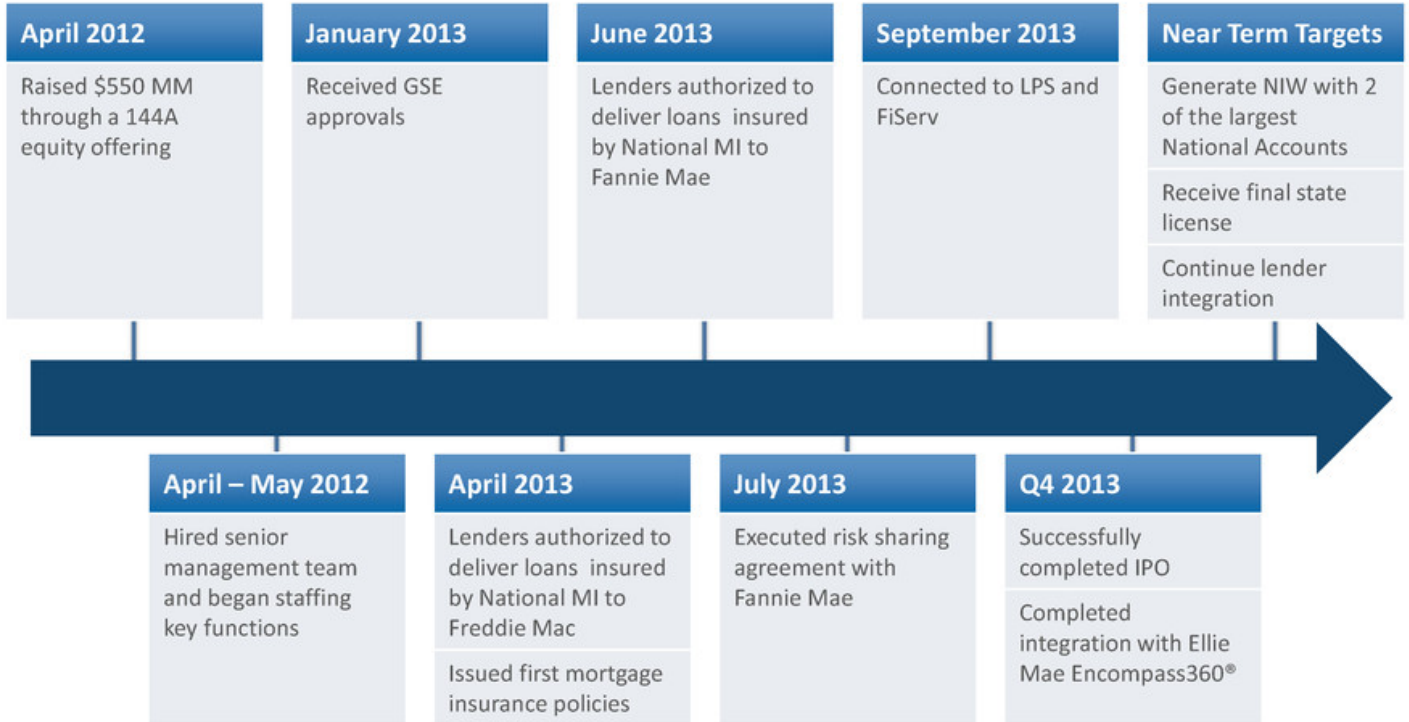 April 2012
Raised $550 MM
through a 144A
equity offering
January 2013
Received GSE
approvals
June 2013
Lenders authorized to
deliver loans  insured
by National MI to
Fannie Mae
September 2013
Connected to LPS and
FiServ
Near Term Targets
Generate NIW with 2
of the largest
National Accounts
Receive final state
license
Continue lender
integration
April – May 2012
Hired senior
management team
and began staffing
key functions
April 2013
Lenders authorized to
deliver loans  insured
by National MI to
Freddie Mac
Issued first mortgage
insurance policies
July 2013
Executed risk sharing
agreement with
Fannie Mae
Q4 2013
Successfully
completed IPO
Completed
integration with Ellie
Mae Encompass360®